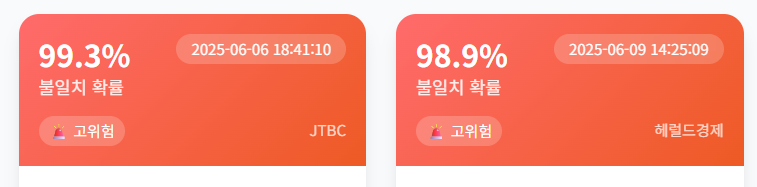 99.3%
2025-06-06 18:41:10
불일치 확률
고위험
JTBC
98.9%
2025-06-09 14:25:09
불일치 확률
고위험
헤럴드경제